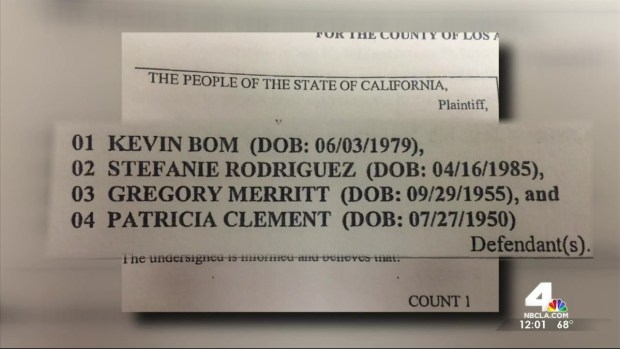 FOR THE COUNTY OF LOS A
THE PEOPLE OF THE STATE OF CALIFORNIA,
Plaintiff,
01 KEVIN BOM (DOB: 06/03/1979),
02 STEFANIE RODRIGUEZ (DOB: 04/16/1985),
03 GREGORY MERRITT (DOB: 09/29/1955), and
04 PATRICIA CLEMENT (DOB: 07/27/1950)
Defendant(s).
The undersigned is informed and believes that:
COUNT 1
4
NBCLA.COM
12:01 68°